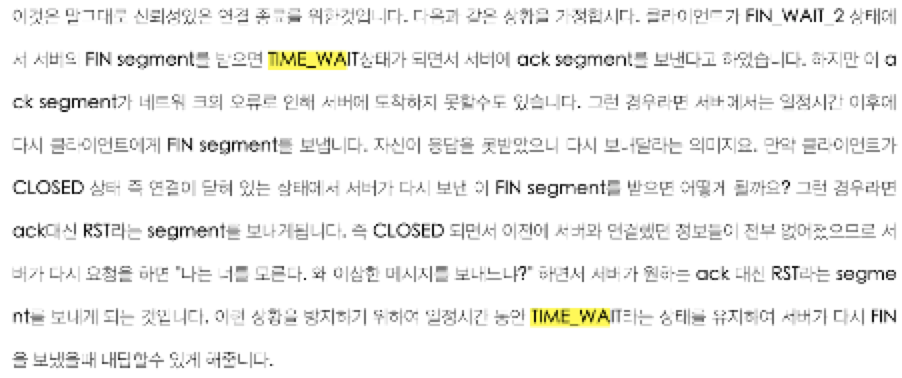 이것은 말그대로 신뢰성있은 연결 종료를 위한것입니다. 다음과 같은 상황을 가정합시다. 클라이언트가 FIN_WAIT_2 상태에
서 서버의 FIN segment를 받으면 TIME_WAIT상태가 되면서 서버에 ack segment를 보낸다고 하였습니다. 하지만 이 a
ck segment가 네트워 크의 오류로 인해 서버에 도착하지 못할수도 있습니다. 그런 경우라면 서버에서는 일정시간 이후에
다시 클라이언트에게 FIN segment를 보냅니다. 자신이 응답을 못받았으니 다시 보내달라는 의미지요. 만약 클라이언트가
CLOSED 상태 즉 연결이 닫혀 있는 상태에서 서버가 다시 보낸 이 FIN segment를 받으면 어떻게 될까요? 그런 경우라면
ack대신 RST라는 segment를 보내게됩니다. 즉 CLOSED 되면서 이전에 서버와 연결했던 정보들이 전부 없어졌으므로 서
버가 다시 요청을 하면 "나는 너를 모른다. 왜 이상한 메시지를 보내느냐?" 하면서 서버가 원하는 ack 대신 RST라는 segme
nt를 보내게 되는 것입니다. 이런 상황을 방지하기 위하여 일정시간 동안 TIME_WAIT라는 상태를 유지하여 서버가 다시 FIN
을 보냈을때 대답할수 있게 해줍니다.